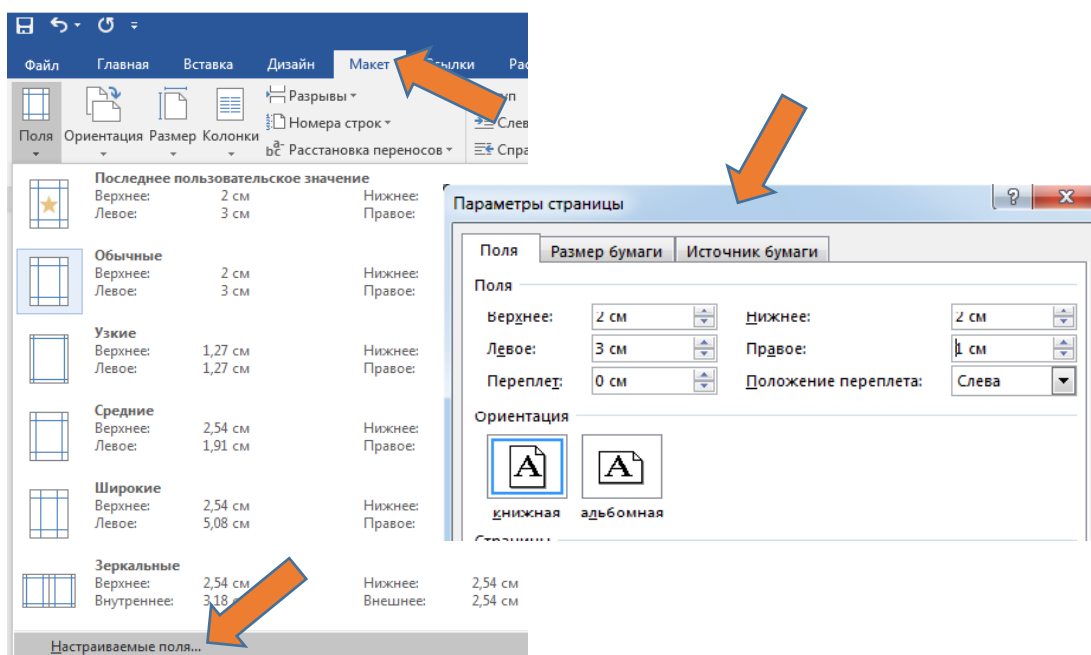 Файл Главная Вставка Дизайн Макет
Поля Ориентация Размер Колонки
Разрывы
Номера строк
Расстановка переносов
Последнее пользовательское значение
Верхнее: 2 см Нижнее:
Левое: 3 см Правое:
Обычные
Верхнее: 2 см Нижнее:
Левое: 3 см Правое:
Узкие
Верхнее: 1,27 см Нижнее:
Левое: 1,27 см Правое:
Средние
Верхнее: 2,54 см Нижнее:
Левое: 1,91 см Правое:
Широкие
Верхнее: 2,54 см Нижнее:
Левое: 5,08 см Правое:
Зеркальные
Верхнее: 2,54 см Нижнее: 2,54 см
Внутреннее: 3,18 Внешнее: 2,54 см
Настраиваемые поля...
Параметры страницы
Поля Размер бумаги Источник бумаги
Поля
Верхнее: 2 см Нижнее: 2 см
Левое: 3 см Правое: 1 см
Переплет: 0 см Положение переплета: Слева
Ориентация
книжная альбомная
Страницы